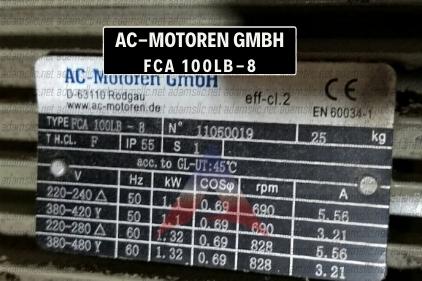 AC-MOTOREN GMBH
FCA 100LB-8
AC-Motoren GmbH
D-63110 Rodgau
www.ac-motoren.de
eff-cl.2
CE
EN 60034-1
TYPE FCA 100LB - 8 N° 11050019 25 kg
TH.CL. F IP 55 S 1
acc. to GL-UT:45°C
Hz kW COSφ rpm A
220-240 △ 50 1. 0.69 690 5.56
380-420 Y 50 1. 0.69 690 3.21
220-280 △ 60 1.32 0.69 828 5.56
380-480 Y 60 1.32 0.69 828 3.21